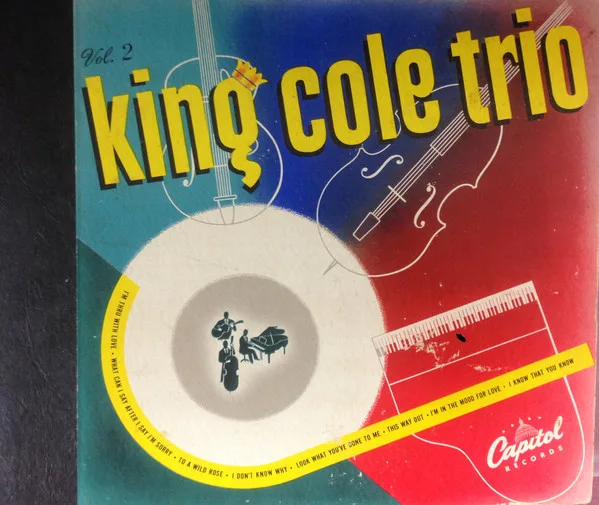 Vol. 2
king cole trio
I'M THRU WITH LOVE • WHAT CAN I SAY AFTER I SAY I'M SORRY • TO A WILD ROSE • I DON'T KNOW WHY • LOOK WHAT YOU'VE DONE TO ME • THIS WAY OUT • I'M IN THE MOOD FOR LOVE • I KNOW THAT YOU KNOW
Capitol
RECORDS